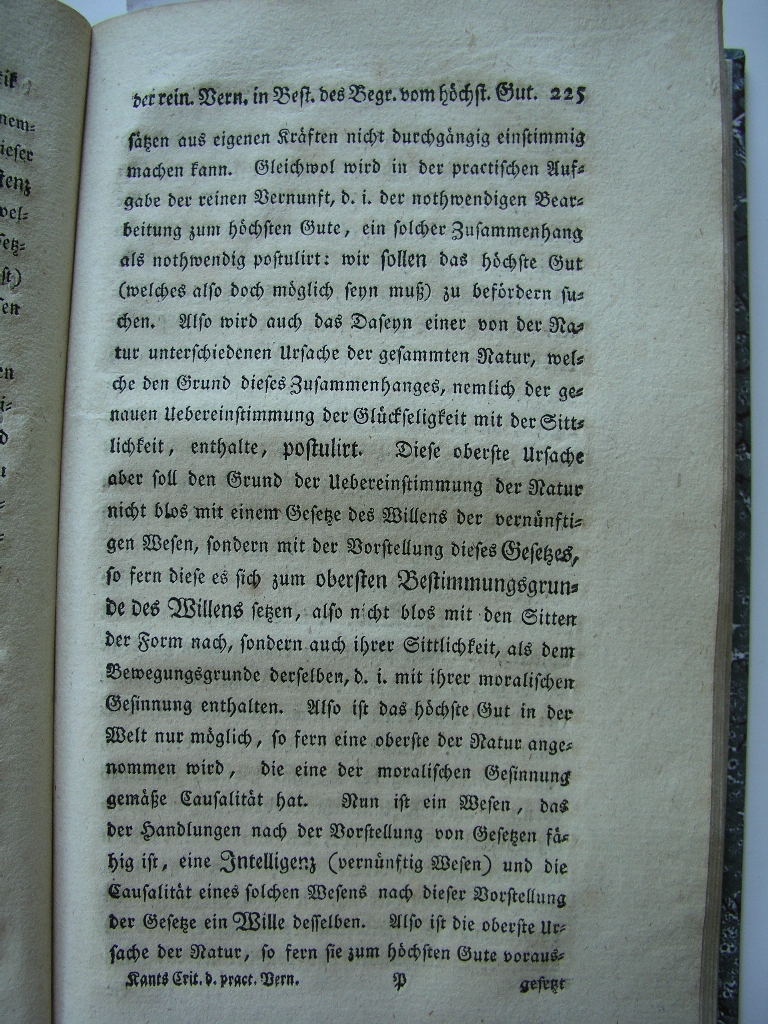 der rein. Vern. in Best. des Begr. vom höchst. Gut. 225
sätzen aus eigenen Kräften nicht durchgängig einstimmig
machen kann. Gleichwol wird in der practischen Auf-
gabe der reinen Vernunft, d. i. der nothwendigen Bear-
beitung zum höchsten Gute, ein solcher Zusammenhang
als nothwendig postulirt: wir sollen das höchste Gut
(welches also doch möglich seyn muß) zu befördern su-
chen. Also wird auch das Daseyn einer von der Na-
tur unterschiedenen Ursache der gesammten Natur, wel-
che den Grund dieses Zusammenhanges, nemlich der ge-
nauen Uebereinstimmung der Glückseligkeit mit der Sitt-
lichkeit, enthalte, postulirt. Diese oberste Ursache
aber soll den Grund der Uebereinstimmung der Natur
nicht blos mit einem Gesetze des Willens der vernünfti-
gen Wesen, sondern mit der Vorstellung dieses Gesetzes,
so fern diese es sich zum obersten Bestimmungsgrun-
de des Willens setzen, also nicht blos mit den Sitten
der Form nach, sondern auch ihrer Sittlichkeit, als dem
Bewegungsgrunde derselben, d. i. mit ihrer moralischen
Gesinnung enthalten. Also ist das höchste Gut in der
Welt nur möglich, so fern eine oberste der Natur ange-
nommen wird, die eine der moralischen Gesinnung
gemäße Causalität hat. Nun ist ein Wesen, das
der Handlungen nach der Vorstellung von Gesetzen fä-
hig ist, eine Intelligenz (vernünftig Wesen) und die
Causalität eines solchen Wesens nach dieser Vorstellung
der Gesetze ein Wille desselben. Also ist die oberste Ur-
sache der Natur, so fern sie zum höchsten Gute voraus-
Kants Crit. d. pract. Vern. P gesetzt